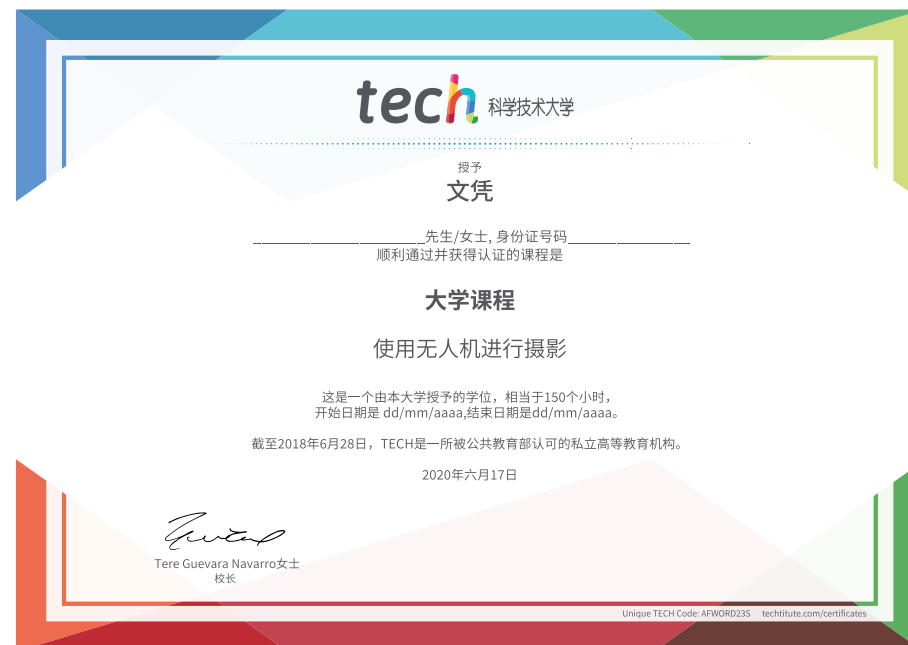 tech 科学技术大学
授予
文凭
______________________先生/女士, 身份证号码________________
顺利通过并获得认证的课程是
大学课程
使用无人机进行摄影
这是一个由本大学授予的学位，相当于150个小时，
开始日期是 dd/mm/aaaa,结束日期是dd/mm/aaaa。
截至2018年6月28日，TECH是一所被公共教育部认可的私立高等教育机构。
2020年六月17日
Tere Guevara Navarro女士
校长
Unique TECH Code: AFWORD23S techtitute.com/certificates